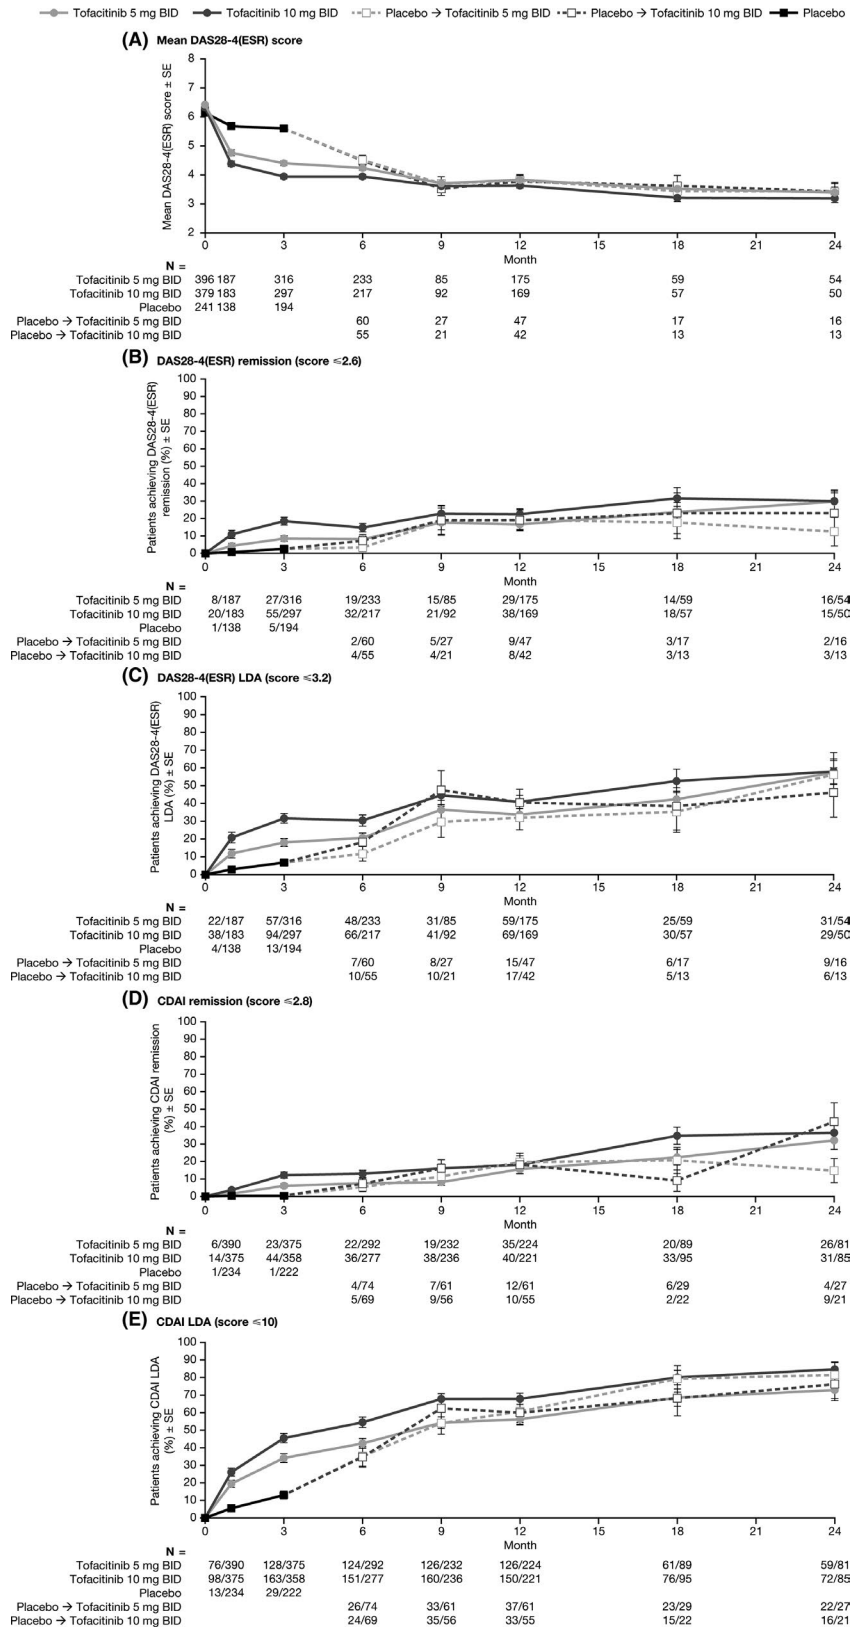 Tofacitinib 5 mg BID Tofacitinib 10 mg BID Placebo → Tofacitinib 5 mg BID Placebo → Tofacitinib 10 mg BID Placebo
(A) Mean DAS28-4(ESR) score
Mean DAS28-4(ESR) score ± SE
8
7
6
5
4
3
2
0 3 6 9 12 15 18 21 24
Month
N =
Tofacitinib 5 mg BID 396 187 316 233 85 175 59 54
Tofacitinib 10 mg BID 379 183 297 217 92 169 57 50
Placebo 241 138 194
Placebo → Tofacitinib 5 mg BID 60 27 47 17 16
Placebo → Tofacitinib 10 mg BID 55 21 42 13 13
(B) DAS28-4(ESR) remission (score ≤2.6)
Patients achieving DAS28-4(ESR)
remission (%) ± SE
100
90
80
70
60
50
40
30
20
10
0
0 3 6 9 12 15 18 21 24
Month
N =
Tofacitinib 5 mg BID 8/187 27/316 19/233 15/85 29/175 14/59 16/54
Tofacitinib 10 mg BID 20/183 55/297 32/217 21/92 38/169 18/57 15/50
Placebo 1/138 5/194
Placebo → Tofacitinib 5 mg BID 2/60 5/27 9/47 3/17 2/16
Placebo → Tofacitinib 10 mg BID 4/55 4/21 8/42 3/13 3/13
(C) DAS28-4(ESR) LDA (score ≤3.2)
Patients achieving DAS28-4(ESR)
LDA (%) ± SE
100
90
80
70
60
50
40
30
20
10
0
0 3 6 9 12 15 18 21 24
Month
N =
Tofacitinib 5 mg BID 22/187 57/316 48/233 31/85 59/175 25/59 31/54
Tofacitinib 10 mg BID 38/183 94/297 66/217 41/92 69/169 30/57 29/50
Placebo 4/138 13/194
Placebo → Tofacitinib 5 mg BID 7/60 8/27 15/47 6/17 9/16
Placebo → Tofacitinib 10 mg BID 10/55 10/21 17/42 5/13 6/13
(D) CDAI remission (score ≤2.8)
Patients achieving CDAI remission
(%) ± SE
100
90
80
70
60
50
40
30
20
10
0
0 3 6 9 12 15 18 21 24
Month
N =
Tofacitinib 5 mg BID 6/390 23/375 22/292 19/232 35/224 20/89 26/81
Tofacitinib 10 mg BID 14/375 44/358 36/277 38/236 40/221 33/95 31/85
Placebo 1/234 1/222
Placebo → Tofacitinib 5 mg BID 4/74 7/61 12/61 6/29 4/27
Placebo → Tofacitinib 10 mg BID 5/69 9/56 10/55 2/22 9/21
(E) CDAI LDA (score ≤10)
Patients achieving CDAI LDA
(%) ± SE
100
90
80
70
60
50
40
30
20
10
0
0 3 6 9 12 15 18 21 24
Month
N =
Tofacitinib 5 mg BID 76/390 128/375 124/292 126/232 126/224 61/89 59/81
Tofacitinib 10 mg BID 98/375 163/358 151/277 160/236 150/221 76/95 72/85
Placebo 13/234 29/222
Placebo → Tofacitinib 5 mg BID 26/74 33/61 37/61 23/29 22/27
Placebo → Tofacitinib 10 mg BID 24/69 35/56 33/55 15/22 16/21